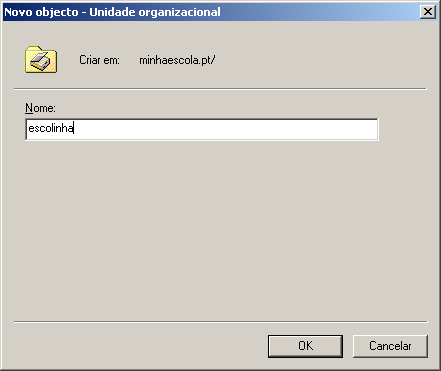 Novo objecto - Unidade organizacional
Criar em: minhaescola.pt/
Nome:
escolinha
OK Cancelar